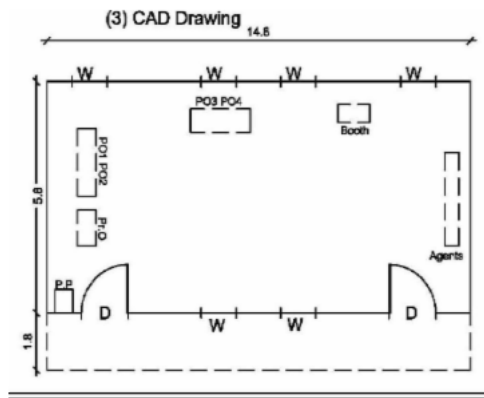 (3) CAD Drawing
14.6
W W W W
PO3 PO4
Booth
PO1 PO2
5.8
Pr.O
Agents
P.P
D D
W W
1.8